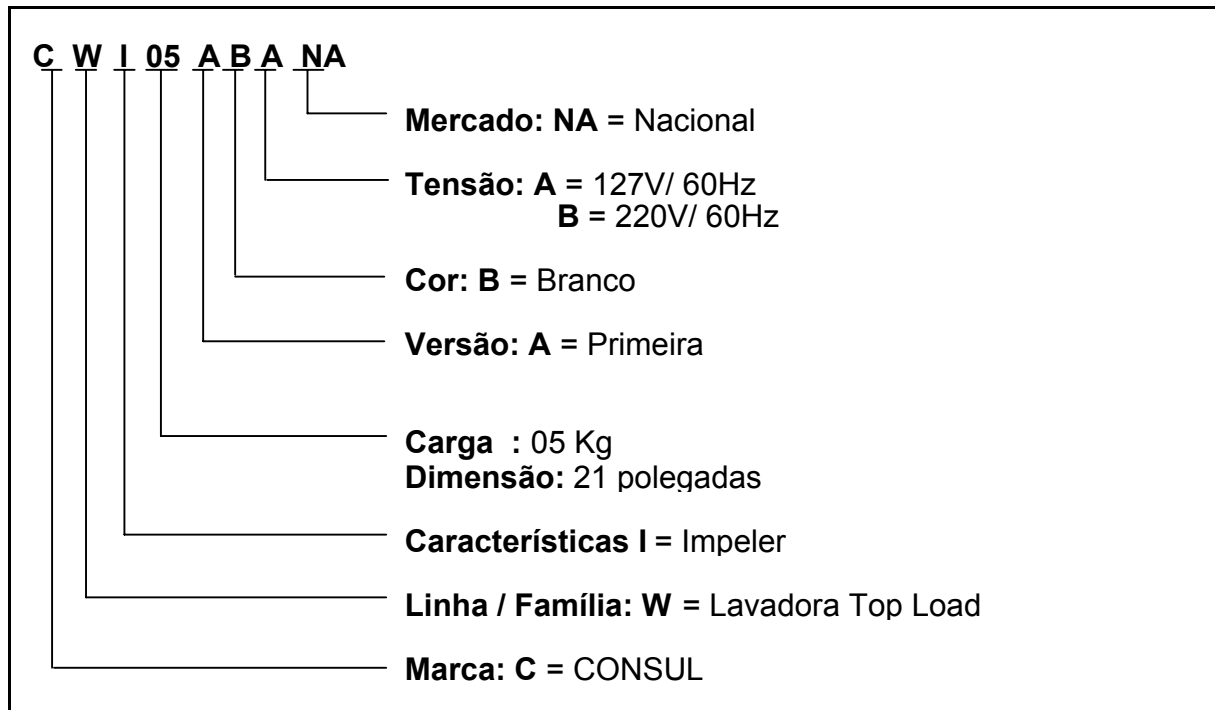 C W I 05 A B A NA
Mercado: NA = Nacional
Tensão: A = 127V/ 60Hz
B = 220V/ 60Hz
Cor: B = Branco
Versão: A = Primeira
Carga : 05 Kg
Dimensão: 21 polegadas
Características I = Impeler
Linha / Família: W = Lavadora Top Load
Marca: C = CONSUL